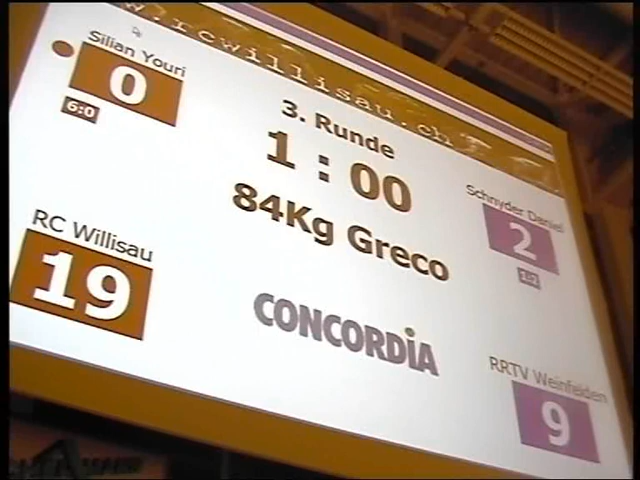 w.rcwillisau.ch
Silian Youri
0
6:0
3. Runde
1 : 00
84Kg Greco
Schnyder Daniel
2
RC Willisau
19
CONCORDIA
RRTV Weinfelden
9